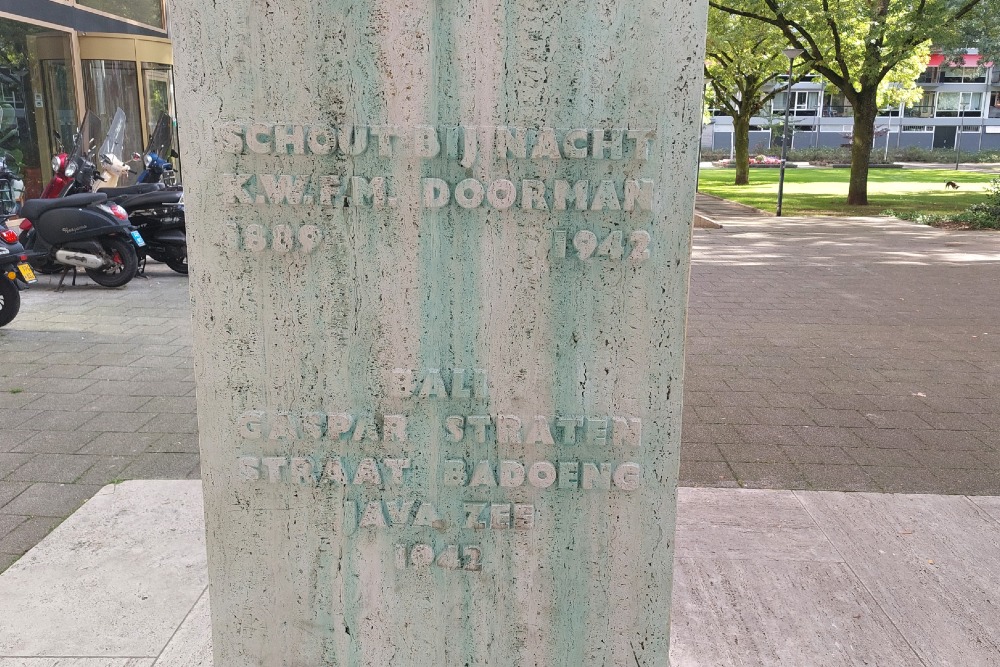 SCHOUT BIJ NACHT
K.W.F.M. DOORMAN
1889 1942
BALI
GASPAR STRATEN
STRAAT BADOENG
JAVA ZEE
1942